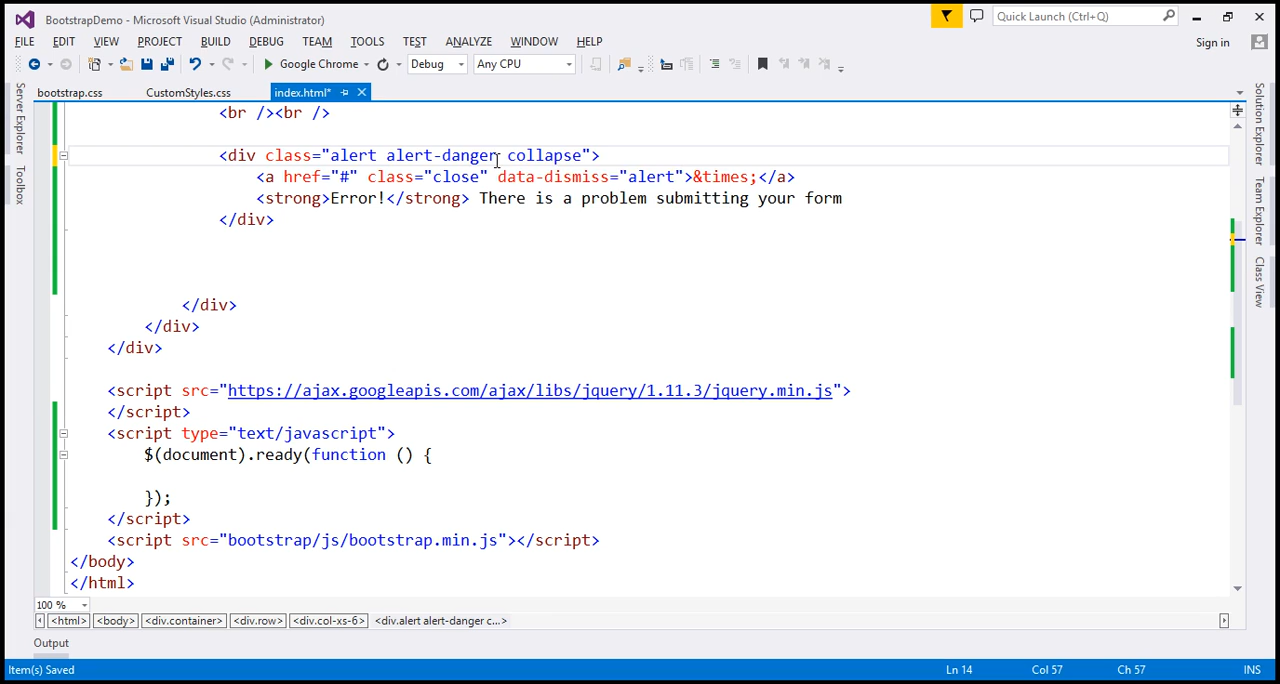 BootstrapDemo - Microsoft Visual Studio (Administrator)
Quick Launch (Ctrl+Q)
FILE EDIT VIEW PROJECT BUILD DEBUG TEAM TOOLS TEST ANALYZE WINDOW HELP
Sign in
Google Chrome Debug Any CPU
bootstrap.css CustomStyles.css index.html*
Server Explorer
Toolbox
Solution Explorer
Team Explorer
Class View
<br /><br />
<div class="alert alert-danger collapse">
<a href="#" class="close" data-dismiss="alert">&times;</a>
<strong>Error!</strong> There is a problem submitting your form
</div>
</div>
</div>
</div>
<script src="https://ajax.googleapis.com/ajax/libs/jquery/1.11.3/jquery.min.js">
</script>
<script type="text/javascript">
$(document).ready(function () {
});
</script>
<script src="bootstrap/js/bootstrap.min.js"></script>
</body>
</html>
100 %
<html> <body> <div.container> <div.row> <div.col-xs-6> <div.alert alert-danger c...>
Output
Item(s) Saved Ln 14 Col 57 Ch 57 INS